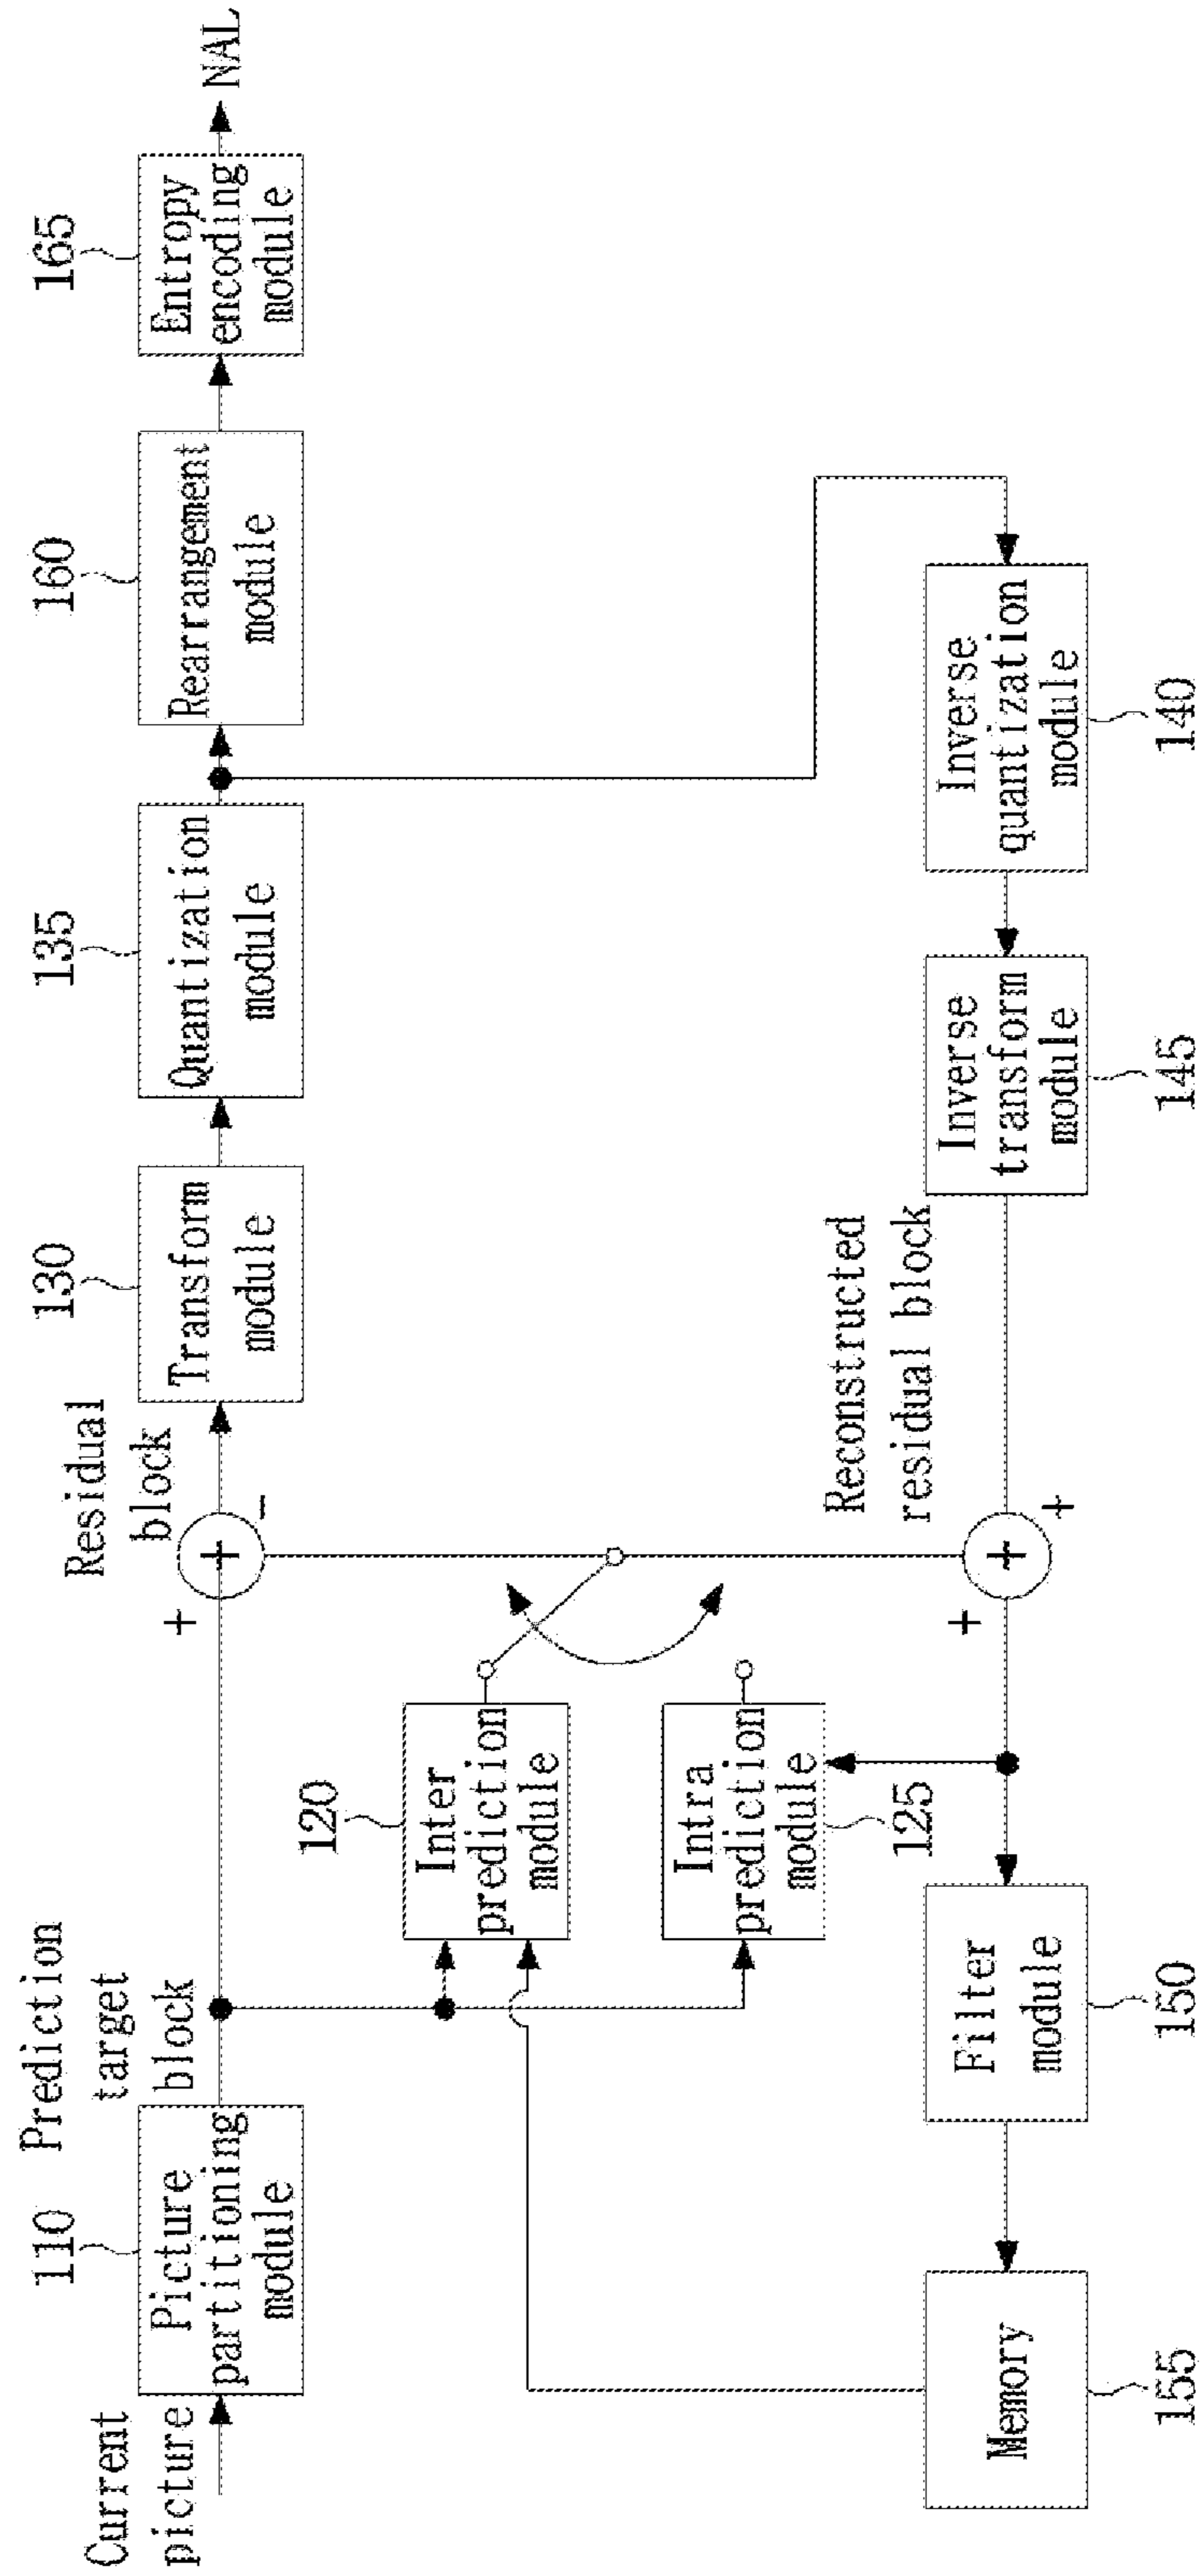 110
Prediction
target
block
Current
picture
Picture
partitioning
module
+
+
-
Residual
block
130
Transform
module
135
Quantization
module
160
Rearrangement
module
165
Entropy
encoding
module
NAL
120
Inter
prediction
module
Intra
prediction
module
125
Memory
155
Filter
module
150
+
+
+
Reconstructed
residual block
Inverse
transform
module
145
Inverse
quantization
module
140